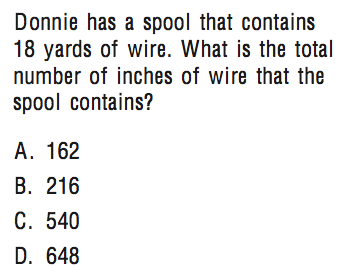 Donnie has a spool that contains
18 yards of wire. What is the total
number of inches of wire that the
spool contains?
A. 162
B. 216
C. 540
D. 648